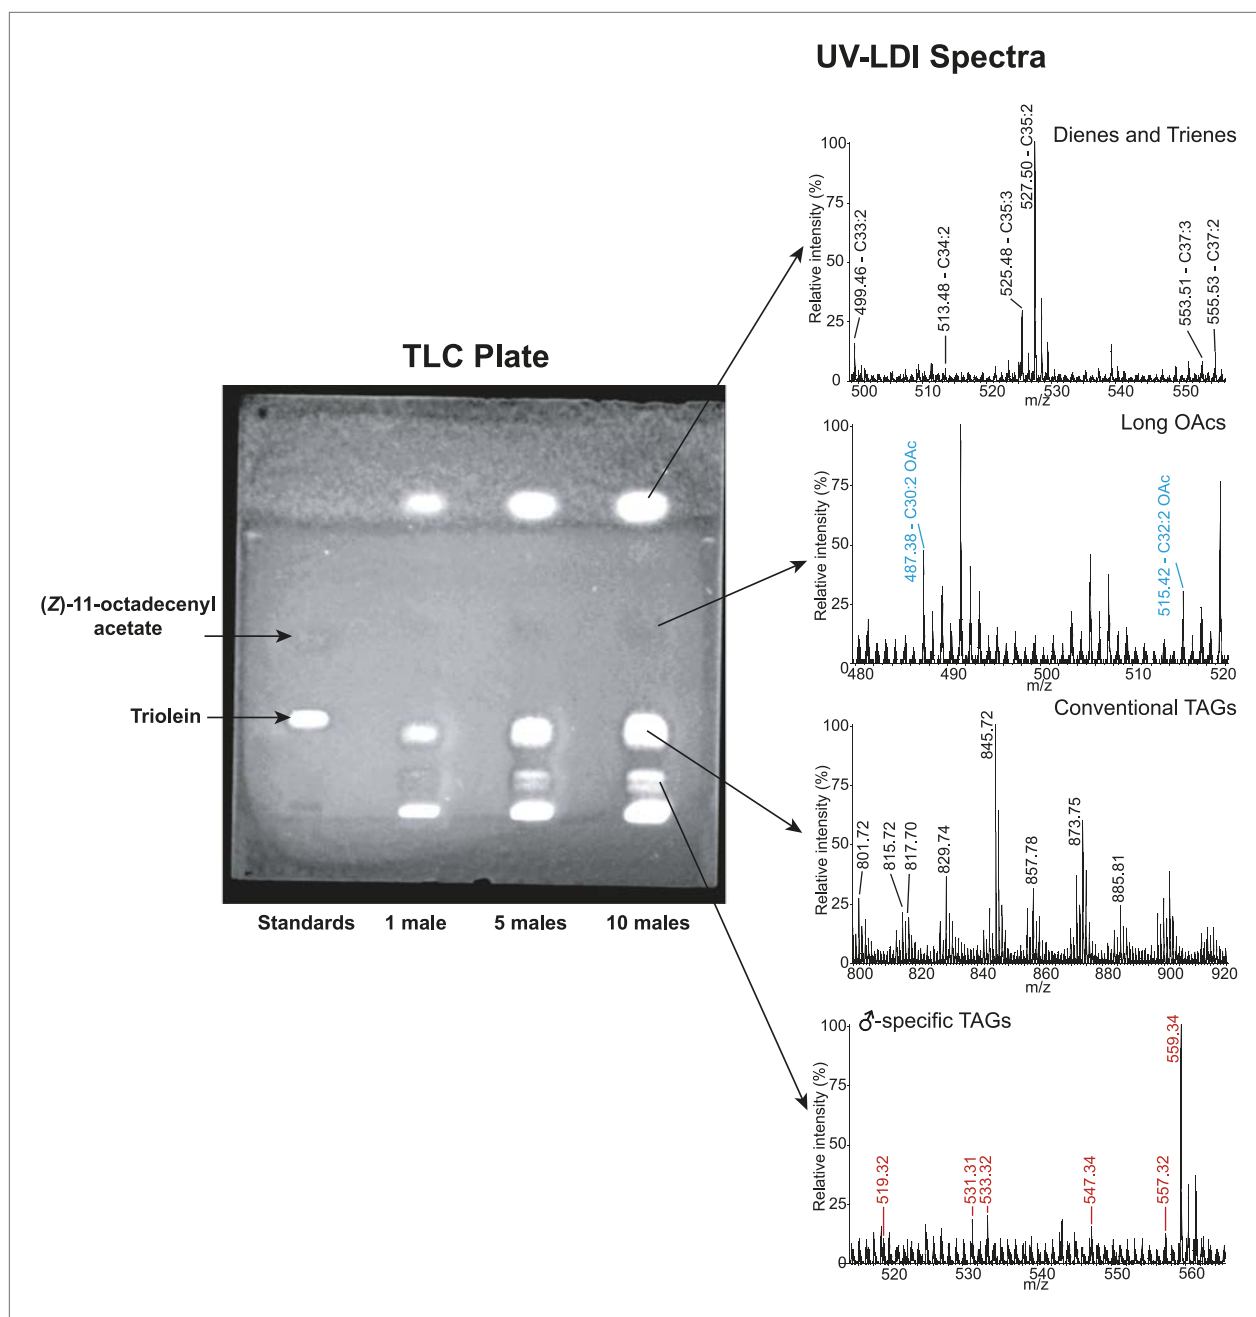 UV-LDI Spectra
Dienes and Trienes
Relative intensity (%)
100
75
50
25
0
499.46 – C33:2
513.48 – C34:2
525.48 – C35:3
527.50 – C35:2
553.51 – C37:3
555.53 – C37:2
500 510 520 530 540 550
m/z
TLC Plate
(Z)-11-octadecenyl
acetate
Triolein
Standards 1 male 5 males 10 males
Long OAcs
Relative intensity (%)
100
75
50
25
0
487.38 – C30:2 OAc
515.42 – C32:2 OAc
480 490 500 510 520
m/z
Conventional TAGs
Relative intensity (%)
100
75
50
25
0
801.72
815.72
817.70
829.74
845.72
857.78
873.75
885.81
800 820 840 860 880 900 920
m/z
♂-specific TAGs
Relative intensity (%)
100
75
50
25
0
519.32
531.31
533.32
547.34
557.32
559.34
520 530 540 550 560
m/z